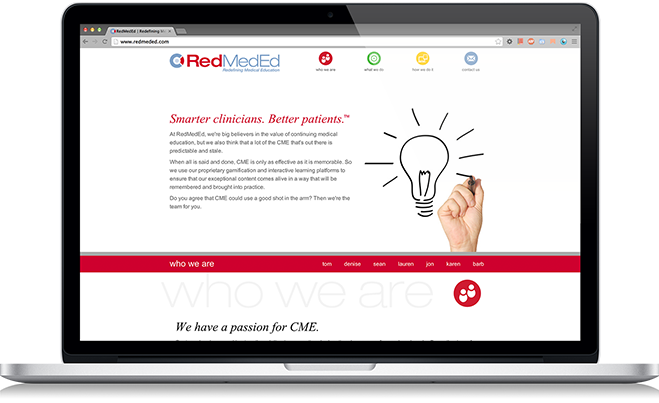 RedMedEd | Redefining Me
www.redmeded.com
RedMedEd
Redefining Medical Education
who we are
what we do
how we do it
contact us
Smarter clinicians. Better patients.™
At RedMedEd, we're big believers in the value of continuing medical
education, but we also think that a lot of the CME that's out there is
predictable and stale.
When all is said and done, CME is only as effective as it is memorable. So
we use our proprietary gamification and interactive learning platforms to
ensure that our exceptional content comes alive in a way that will be
remembered and brought into practice.
Do you agree that CME could use a good shot in the arm? Then we're the
team for you.
who we are tom denise sean lauren jon karen barb
who we are
We have a passion for CME.